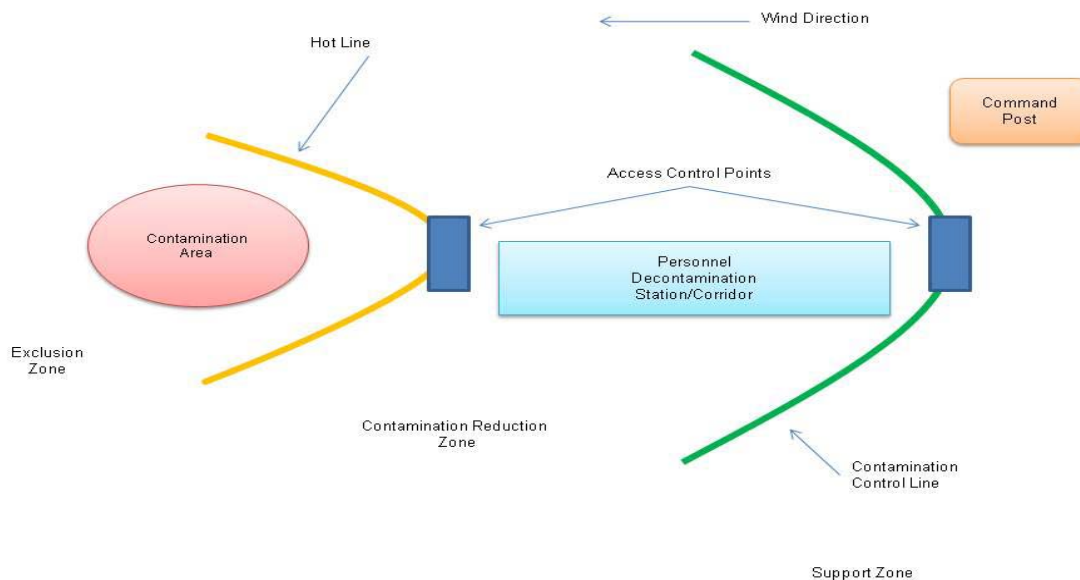 Wind Direction
Hot Line
Command
Post
Access Control Points
Contamination
Area
Personnel
Decontamination
Station/Corridor
Exclusion
Zone
Contamination Reduction
Zone
Contamination
Control Line
Support Zone